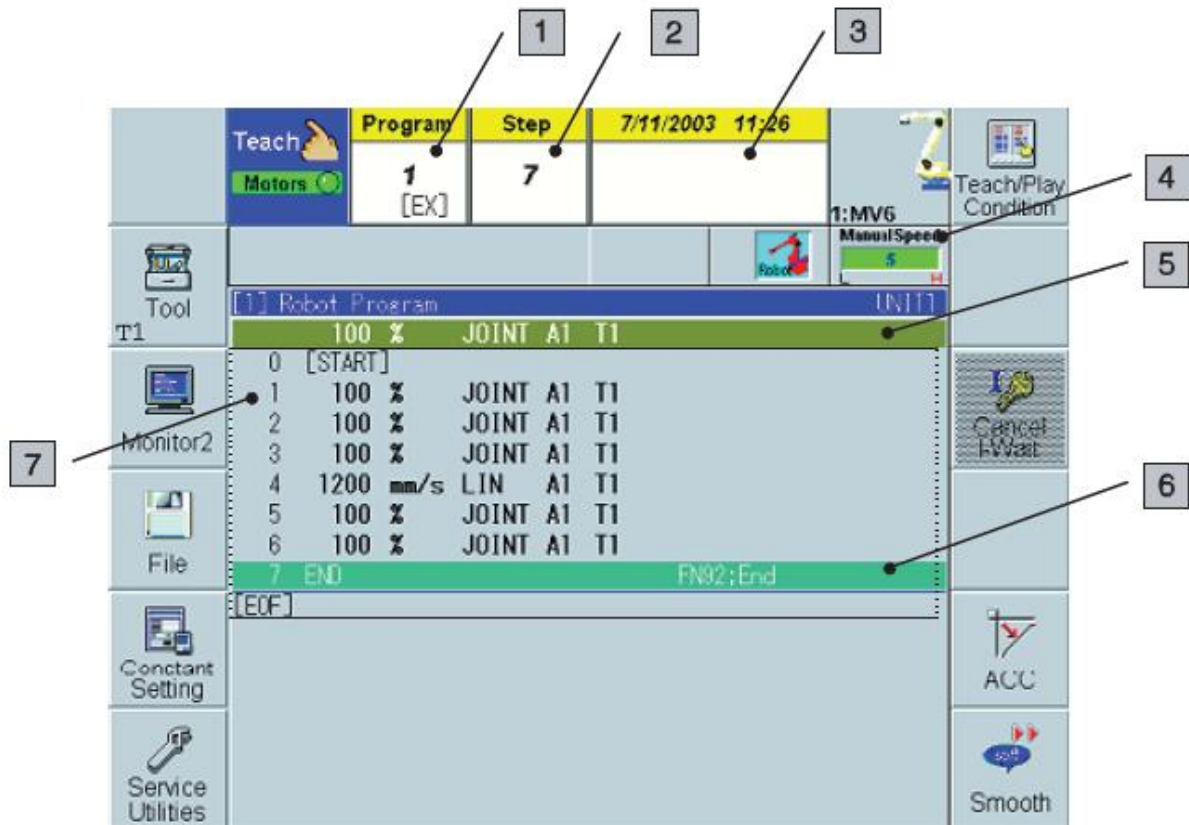 1
2
3
4
5
6
7
Teach
Motors
Program
1
[EX]
Step
7
7/11/2003 11:26
1:MV6
Teach/Play
Condition
Manual Speed
5
L H
Robot
Tool
T1
[1] Robot Program UNIT1
100 % JOINT A1 T1
0 [START]
1 100 % JOINT A1 T1
2 100 % JOINT A1 T1
3 100 % JOINT A1 T1
4 1200 mm/s LIN A1 T1
5 100 % JOINT A1 T1
6 100 % JOINT A1 T1
7 END FN92;End
[EOF]
Monitor2
File
Conctant
Setting
Service
Utilities
Cancel
I-Wait
ACC
soft
Smooth